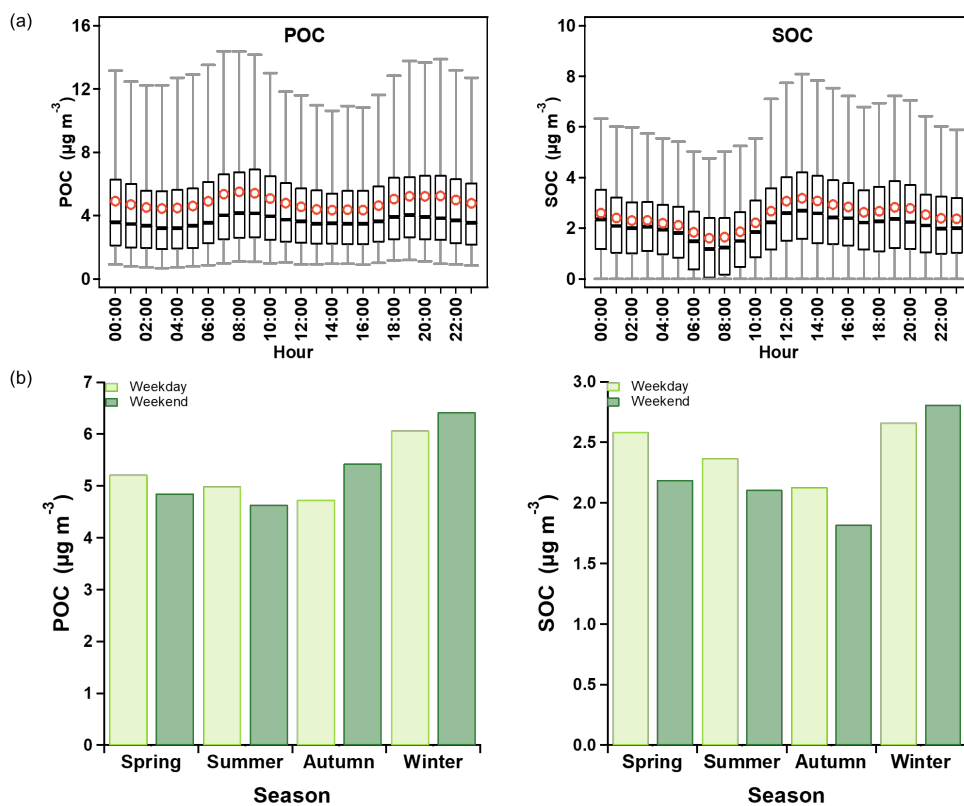 (a)
POC
POC (µg m⁻³)
16
12
8
4
0
00:00
02:00
04:00
06:00
08:00
10:00
12:00
14:00
16:00
18:00
20:00
22:00
Hour
SOC
SOC (µg m⁻³)
10
8
6
4
2
0
00:00
02:00
04:00
06:00
08:00
10:00
12:00
14:00
16:00
18:00
20:00
22:00
Hour
(b)
Weekday
Weekend
POC (µg m⁻³)
7
6
5
4
3
2
1
0
Spring Summer Autumn Winter
Season
Weekday
Weekend
SOC (µg m⁻³)
3.0
2.5
2.0
1.5
1.0
0.5
0.0
Spring Summer Autumn Winter
Season